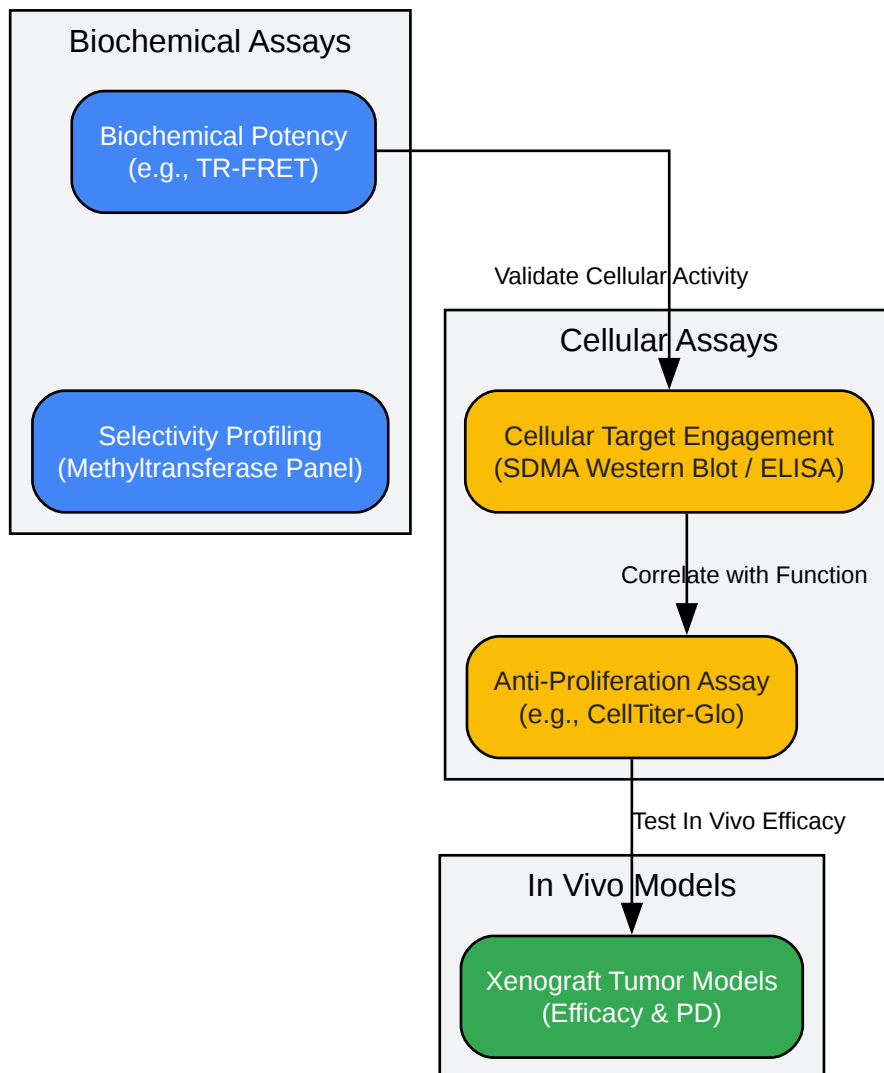 Biochemical Assays
Biochemical Potency
(e.g., TR-FRET)
Validate Cellular Activity
Cellular Assays
Selectivity Profiling
(Methyltransferase Panel)
Cellular Target Engagement
(SDMA Western Blot / ELISA)
Correlate with Function
Anti-Proliferation Assay
(e.g., CellTiter-Glo)
Test In Vivo Efficacy
In Vivo Models
Xenograft Tumor Models
(Efficacy & PD)